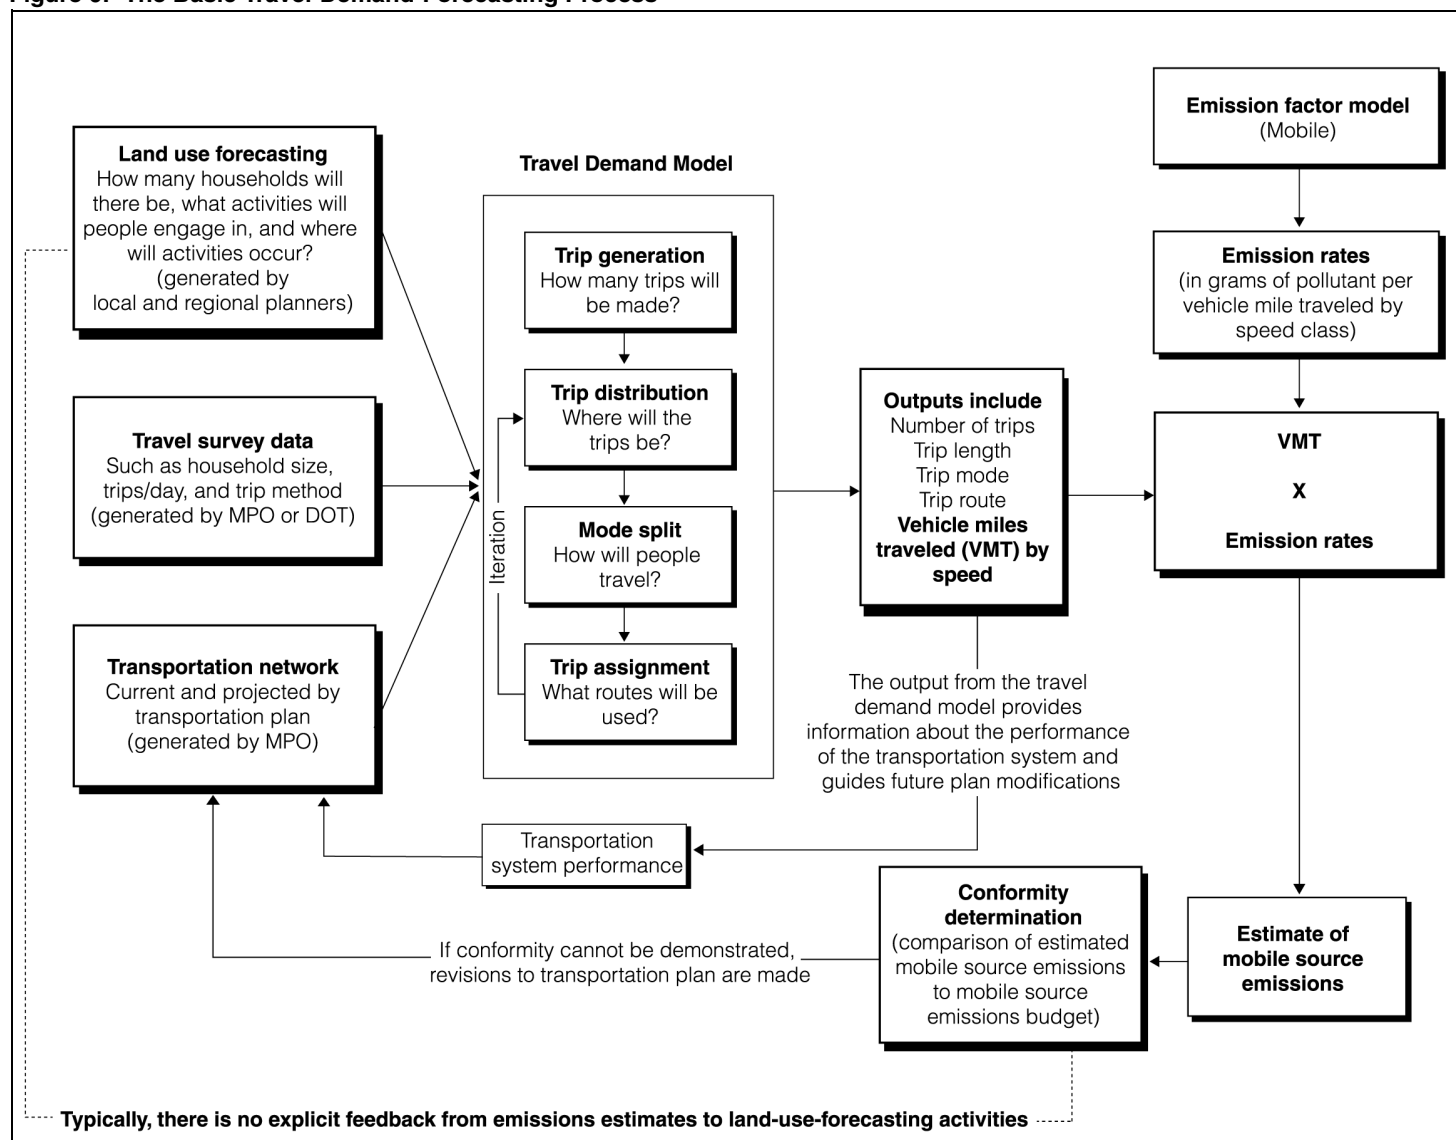 Figure 3: The Basic Travel Demand Forecasting Process
Land use forecasting
How many households will
there be, what activities will
people engage in, and where
will activities occur?
(generated by
local and regional planners)
Travel survey data
Such as household size,
trips/day, and trip method
(generated by MPO or DOT)
Transportation network
Current and projected by
transportation plan
(generated by MPO)
Travel Demand Model
Trip generation
How many trips will
be made?
Trip distribution
Where will the
trips be?
Mode split
How will people
travel?
Trip assignment
What routes will be
used?
Iteration
Outputs include
Number of trips
Trip length
Trip mode
Trip route
Vehicle miles
traveled (VMT) by
speed
Emission factor model
(Mobile)
Emission rates
(in grams of pollutant per
vehicle mile traveled by
speed class)
VMT
X
Emission rates
The output from the travel
demand model provides
information about the performance
of the transportation system and
guides future plan modifications
Transportation
system performance
Conformity
determination
(comparison of estimated
mobile source emissions
to mobile source
emissions budget)
Estimate of
mobile source
emissions
If conformity cannot be demonstrated,
revisions to transportation plan are made
Typically, there is no explicit feedback from emissions estimates to land-use-forecasting activities